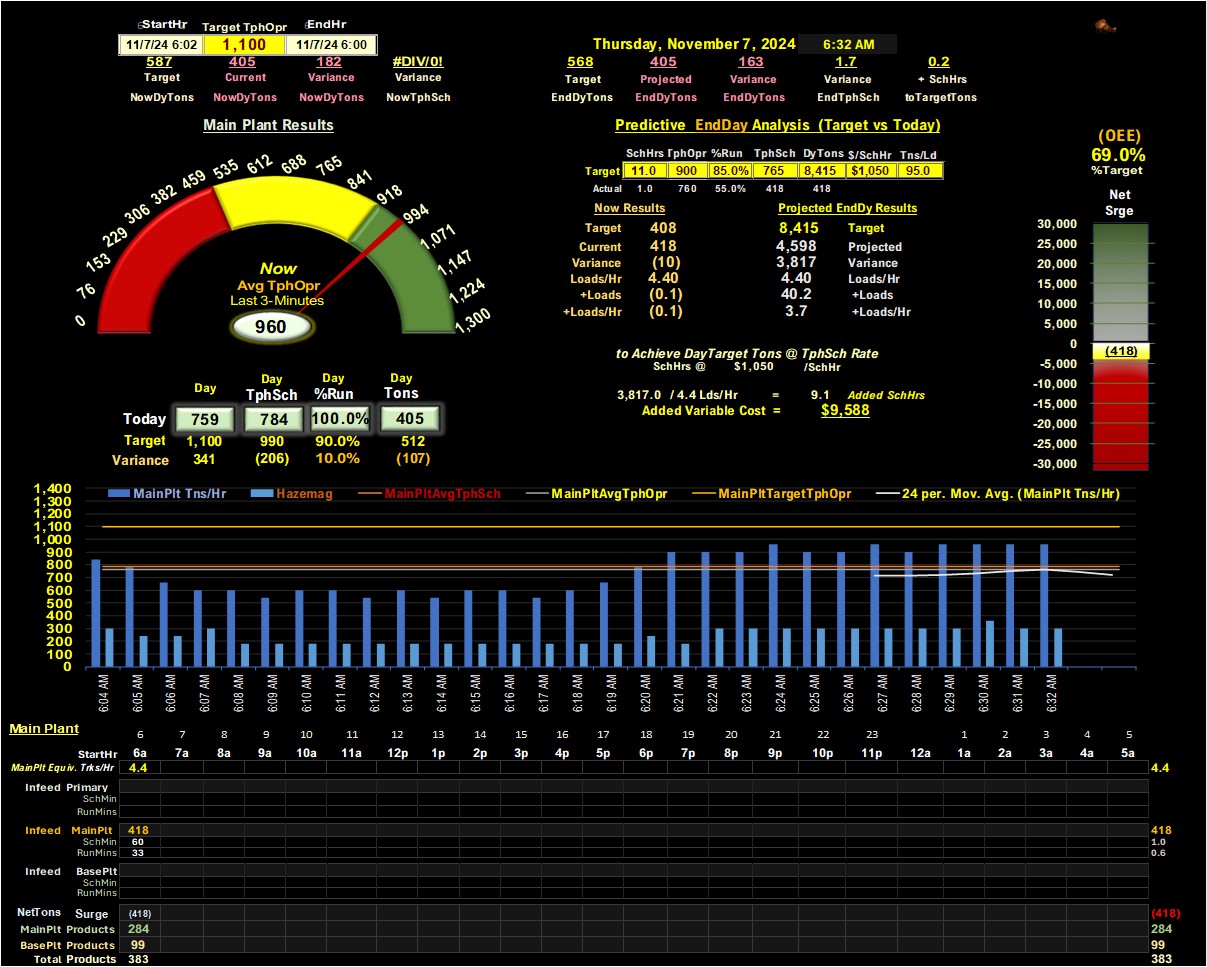 StartHr Target TphOpr EndHr
11/7/24 6:02 1,100 11/7/24 6:00
Thursday, November 7, 2024 6:32 AM
587 405 182 #DIV/0! 568 405 163 1.7 0.2
Target Current Variance Target Projected Variance Variance + SchHrs
NowDyTons NowDyTons NowDyTons NowTphSch EndDyTons EndDyTons EndDyTons EndTphSch toTargetTons
Main Plant Results
0 76 153 229 306 382 459 535 612 688 765 841 918 994 1,071 1,147 1,224 1,300
Now
Avg TphOpr
Last 3-Minutes
960
Day Day Day Day
TphSch %Run Tons
Today 759 784 100.0% 405
Target 1,100 990 90.0% 512
Variance 341 (206) 10.0% (107)
Predictive EndDay Analysis (Target vs Today)
SchHrs TphOpr %Run TphSch DyTons $/SchHr Tns/Ld
Target 11.0 900 85.0% 765 8,415 $1,050 95.0
Actual 1.0 760 55.0% 418 418
Now Results Projected EndDy Results
Target 408 8,415 Target
Current 418 4,598 Projected
Variance (10) 3,817 Variance
Loads/Hr 4.40 4.40 Loads/Hr
+Loads (0.1) 40.2 +Loads
+Loads/Hr (0.1) 3.7 +Loads/Hr
to Achieve DayTarget Tons @ TphSch Rate
SchHrs @ $1,050 /SchHr
3,817.0 / 4.4 Lds/Hr = 9.1 Added SchHrs
Added Variable Cost = $9,588
(OEE)
69.0%
%Target
Net
Srge
30,000
25,000
20,000
15,000
10,000
5,000
0
(418)
-5,000
-10,000
-15,000
-20,000
-25,000
-30,000
MainPlt Tns/Hr Hazemag MainPltAvgTphSch MainPltAvgTphOpr MainPltTargetTphOpr 24 per. Mov. Avg. (MainPlt Tns/Hr)
1,400
1,300
1,200
1,100
1,000
900
800
700
600
500
400
300
200
100
0
6:04 AM 6:05 AM 6:06 AM 6:07 AM 6:08 AM 6:09 AM 6:10 AM 6:11 AM 6:12 AM 6:13 AM 6:14 AM 6:15 AM 6:16 AM 6:17 AM 6:18 AM 6:19 AM 6:20 AM 6:21 AM 6:22 AM 6:23 AM 6:24 AM 6:25 AM 6:26 AM 6:27 AM 6:28 AM 6:29 AM 6:30 AM 6:31 AM 6:32 AM
Main Plant
6 7 8 9 10 11 12 13 14 15 16 17 18 19 20 21 22 23 1 2 3 4 5
StartHr 6a 7a 8a 9a 10a 11a 12p 1p 2p 3p 4p 5p 6p 7p 8p 9p 10p 11p 12a 1a 2a 3a 4a 5a
MainPlt Equiv. Trks/Hr 4.4 4.4
Infeed Primary
SchMin
RunMins
Infeed MainPlt 418 418
SchMin 60 1.0
RunMins 33 0.6
Infeed BasePlt
SchMin
RunMins
NetTons Surge (418) (418)
MainPlt Products 284 284
BasePlt Products 99 99
Total Products 383 383